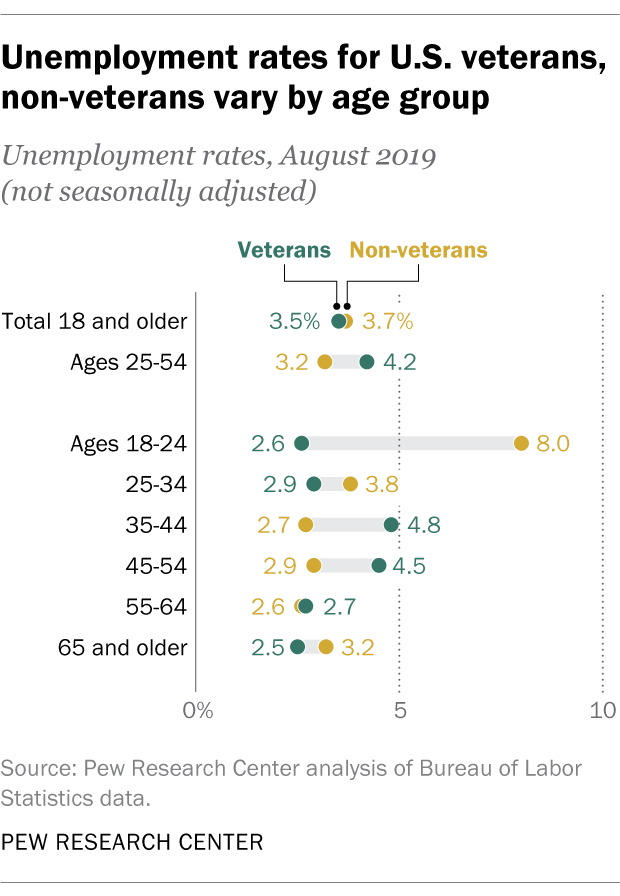 Unemployment rates for U.S. veterans,
non-veterans vary by age group
Unemployment rates, August 2019
(not seasonally adjusted)
Veterans Non-veterans
Total 18 and older 3.5% 3.7%
Ages 25-54 3.2 4.2
Ages 18-24 2.6 8.0
25-34 2.9 3.8
35-44 2.7 4.8
45-54 2.9 4.5
55-64 2.6 2.7
65 and older 2.5 3.2
0% 5 10
Source: Pew Research Center analysis of Bureau of Labor
Statistics data.
PEW RESEARCH CENTER